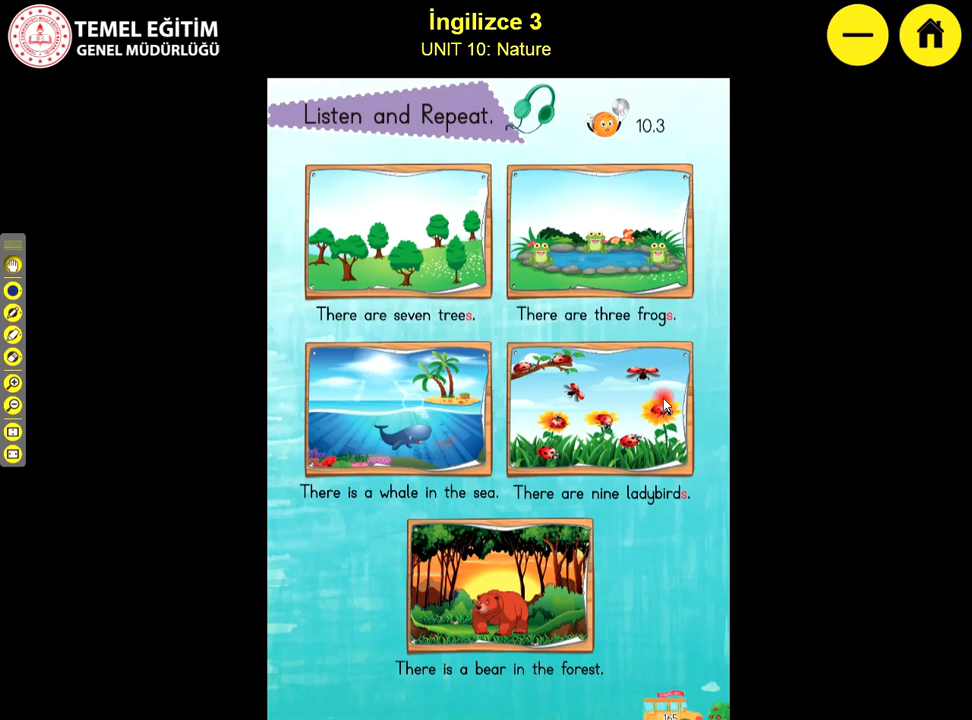 TEMEL EĞİTİM
GENEL MÜDÜRLÜĞÜ
İngilizce 3
UNIT 10: Nature
Listen and Repeat.
10.3
There are seven trees.
There are three frogs.
There is a whale in the sea.
There are nine ladybirds.
There is a bear in the forest.
165